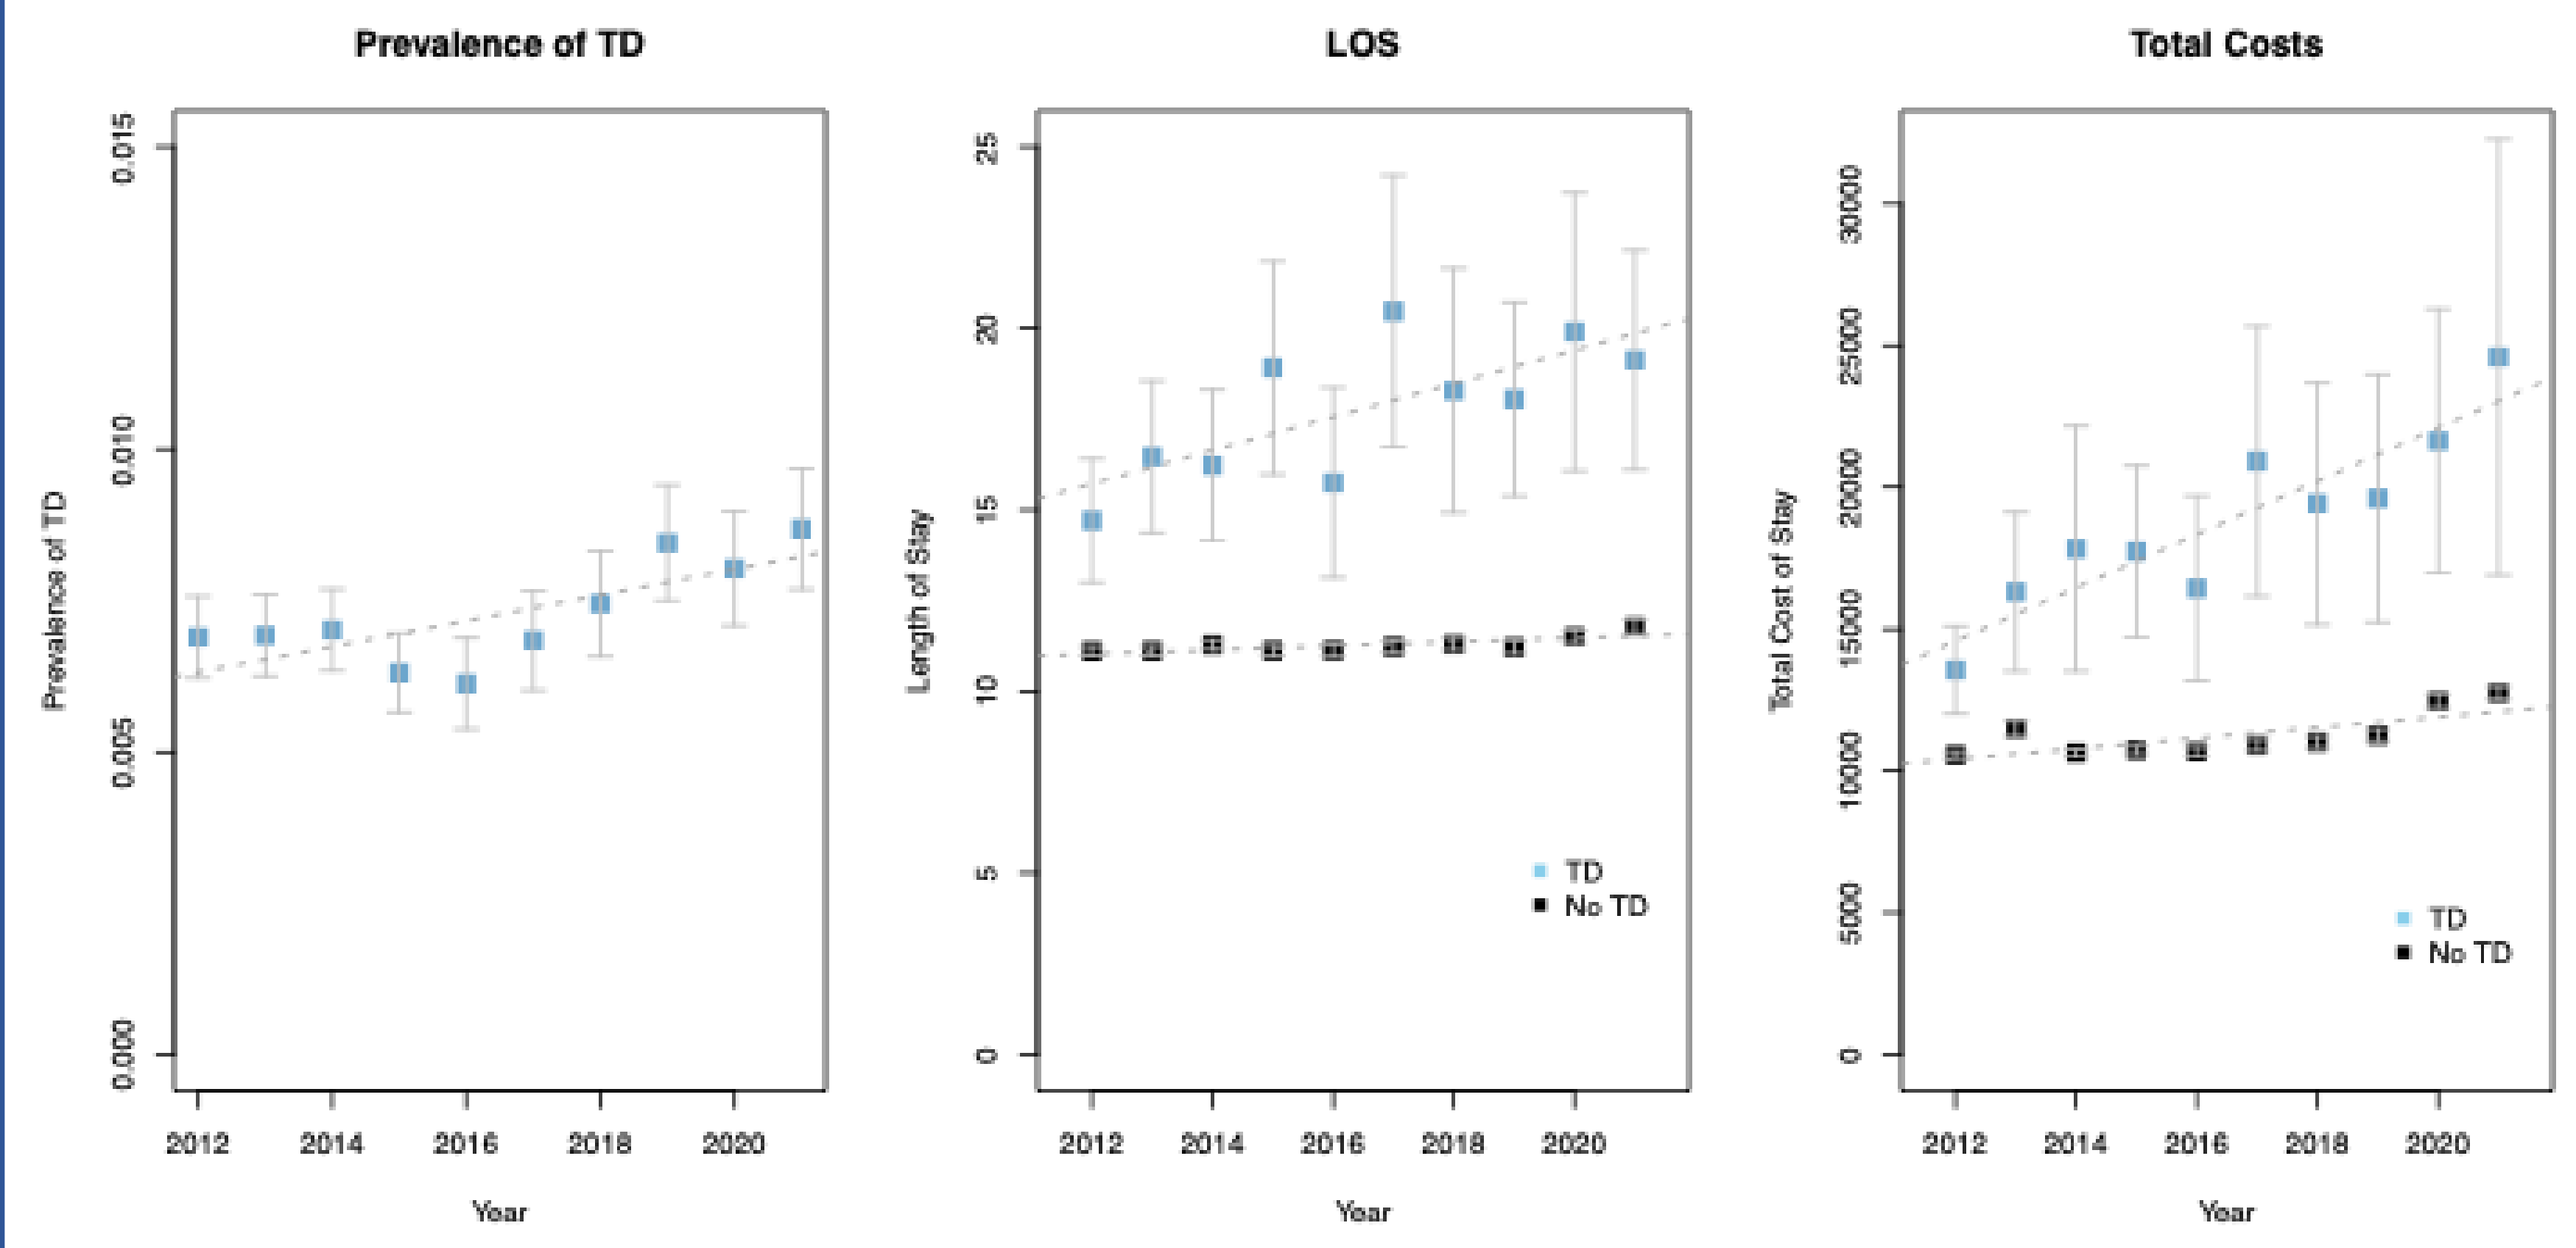 Prevalence of TD
Prevalence of TD
0.015
0.010
0.005
0.000
2012 2014 2016 2018 2020
Year
LOS
Length of Stay
25
20
15
10
5
0
TD
No TD
2012 2014 2016 2018 2020
Year
Total Costs
Total Cost of Stay
30000
25000
20000
15000
10000
5000
0
TD
No TD
2012 2014 2016 2018 2020
Year